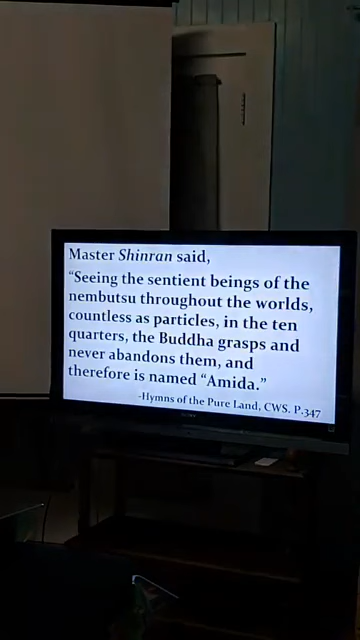 Master Shinran said,
“Seeing the sentient beings of the
nembutsu throughout the worlds,
countless as particles, in the ten
quarters, the Buddha grasps and
never abandons them, and
therefore is named “Amida.”
-Hymns of the Pure Land, CWS. P.347